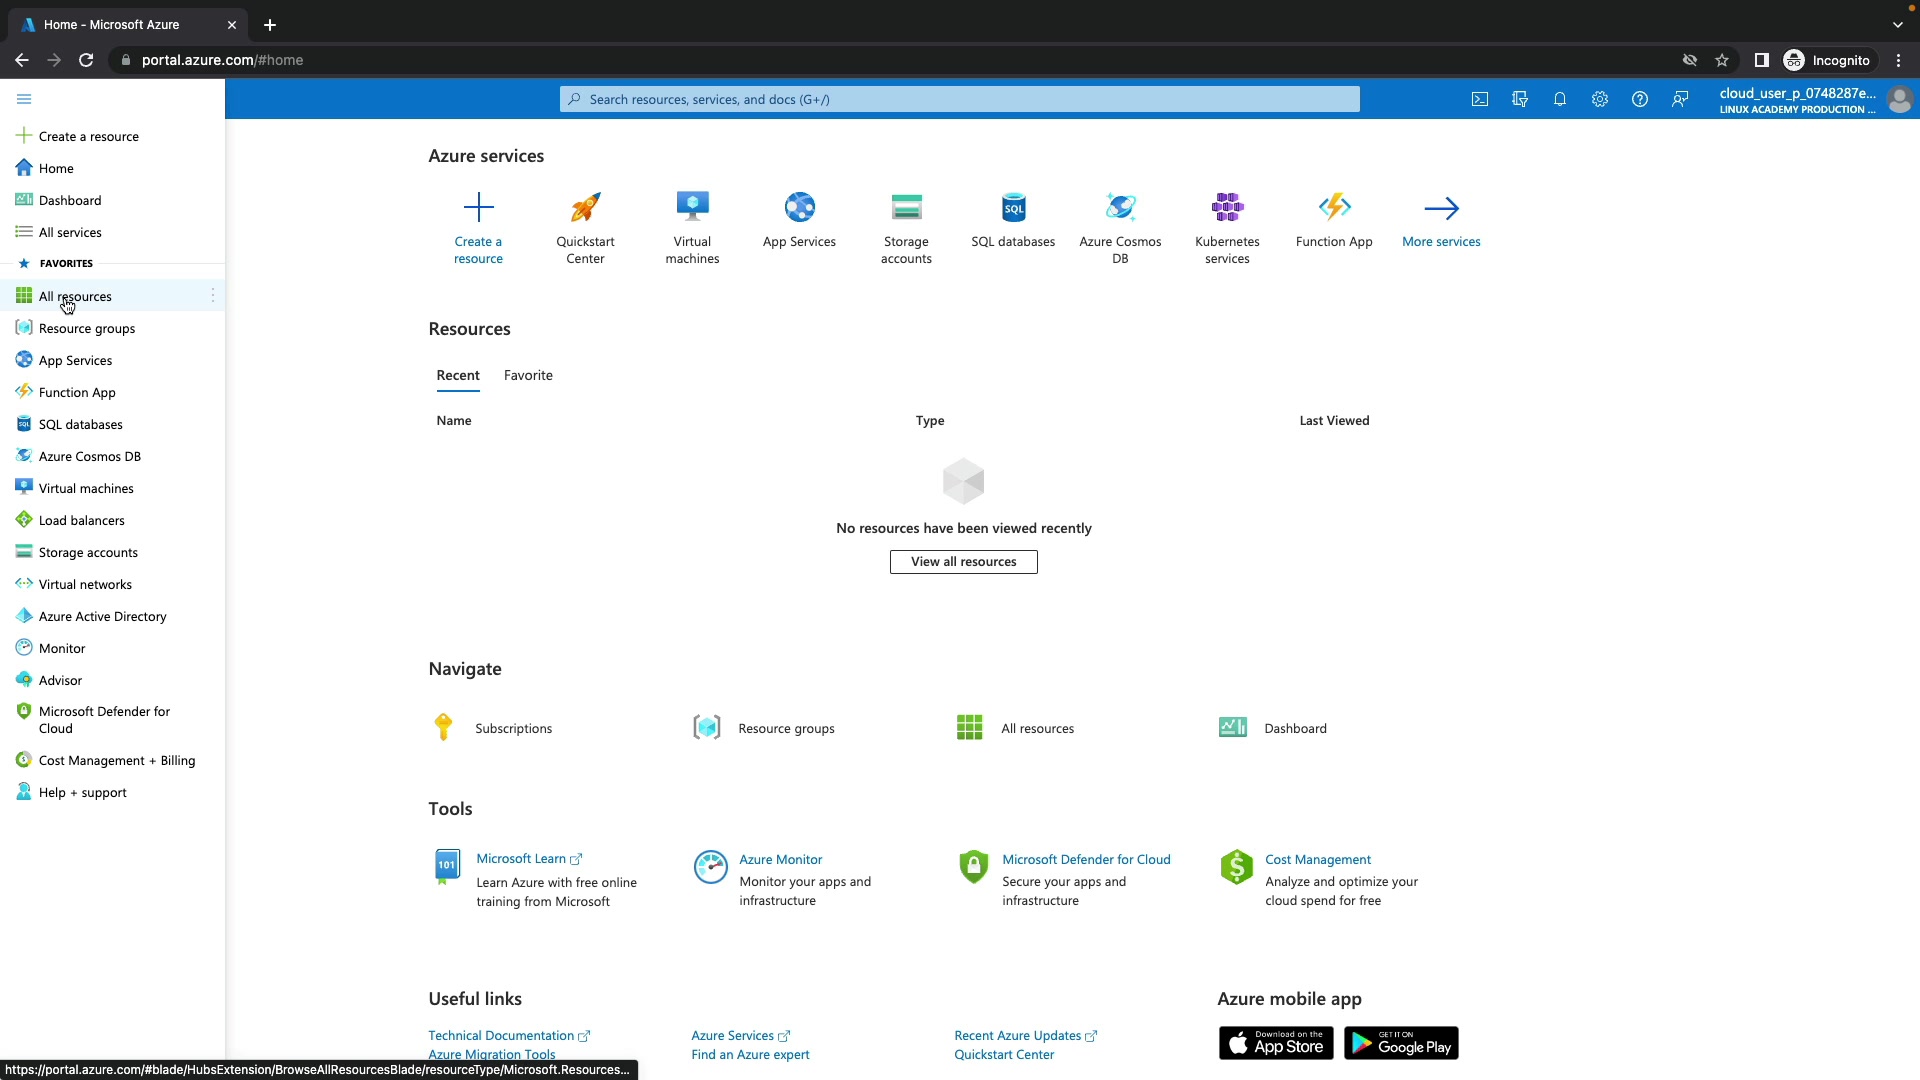 Home - Microsoft Azure
portal.azure.com/#home
Incognito
Search resources, services, and docs (G+/)
cloud_user_p_0748287e...
LINUX ACADEMY PRODUCTION ...
Create a resource
Home
Dashboard
All services
FAVORITES
All resources
Resource groups
App Services
Function App
SQL databases
Azure Cosmos DB
Virtual machines
Load balancers
Storage accounts
Virtual networks
Azure Active Directory
Monitor
Advisor
Microsoft Defender for
Cloud
Cost Management + Billing
Help + support
Azure services
Create a
resource
Quickstart
Center
Virtual
machines
App Services
Storage
accounts
SQL
SQL databases
Azure Cosmos
DB
Kubernetes
services
Function App
More services
Resources
Recent
Favorite
Name
Type
Last Viewed
No resources have been viewed recently
View all resources
Navigate
Subscriptions
Resource groups
All resources
Dashboard
Tools
101
Microsoft Learn
Learn Azure with free online
training from Microsoft
Azure Monitor
Monitor your apps and
infrastructure
Microsoft Defender for Cloud
Secure your apps and
infrastructure
Cost Management
Analyze and optimize your
cloud spend for free
Useful links
Technical Documentation
Azure Migration Tools
Azure Services
Find an Azure expert
Recent Azure Updates
Quickstart Center
Azure mobile app
Download on the
App Store
GET IT ON
Google Play
https://portal.azure.com/#blade/HubsExtension/BrowseAllResourcesBlade/resourceType/Microsoft.Resources...